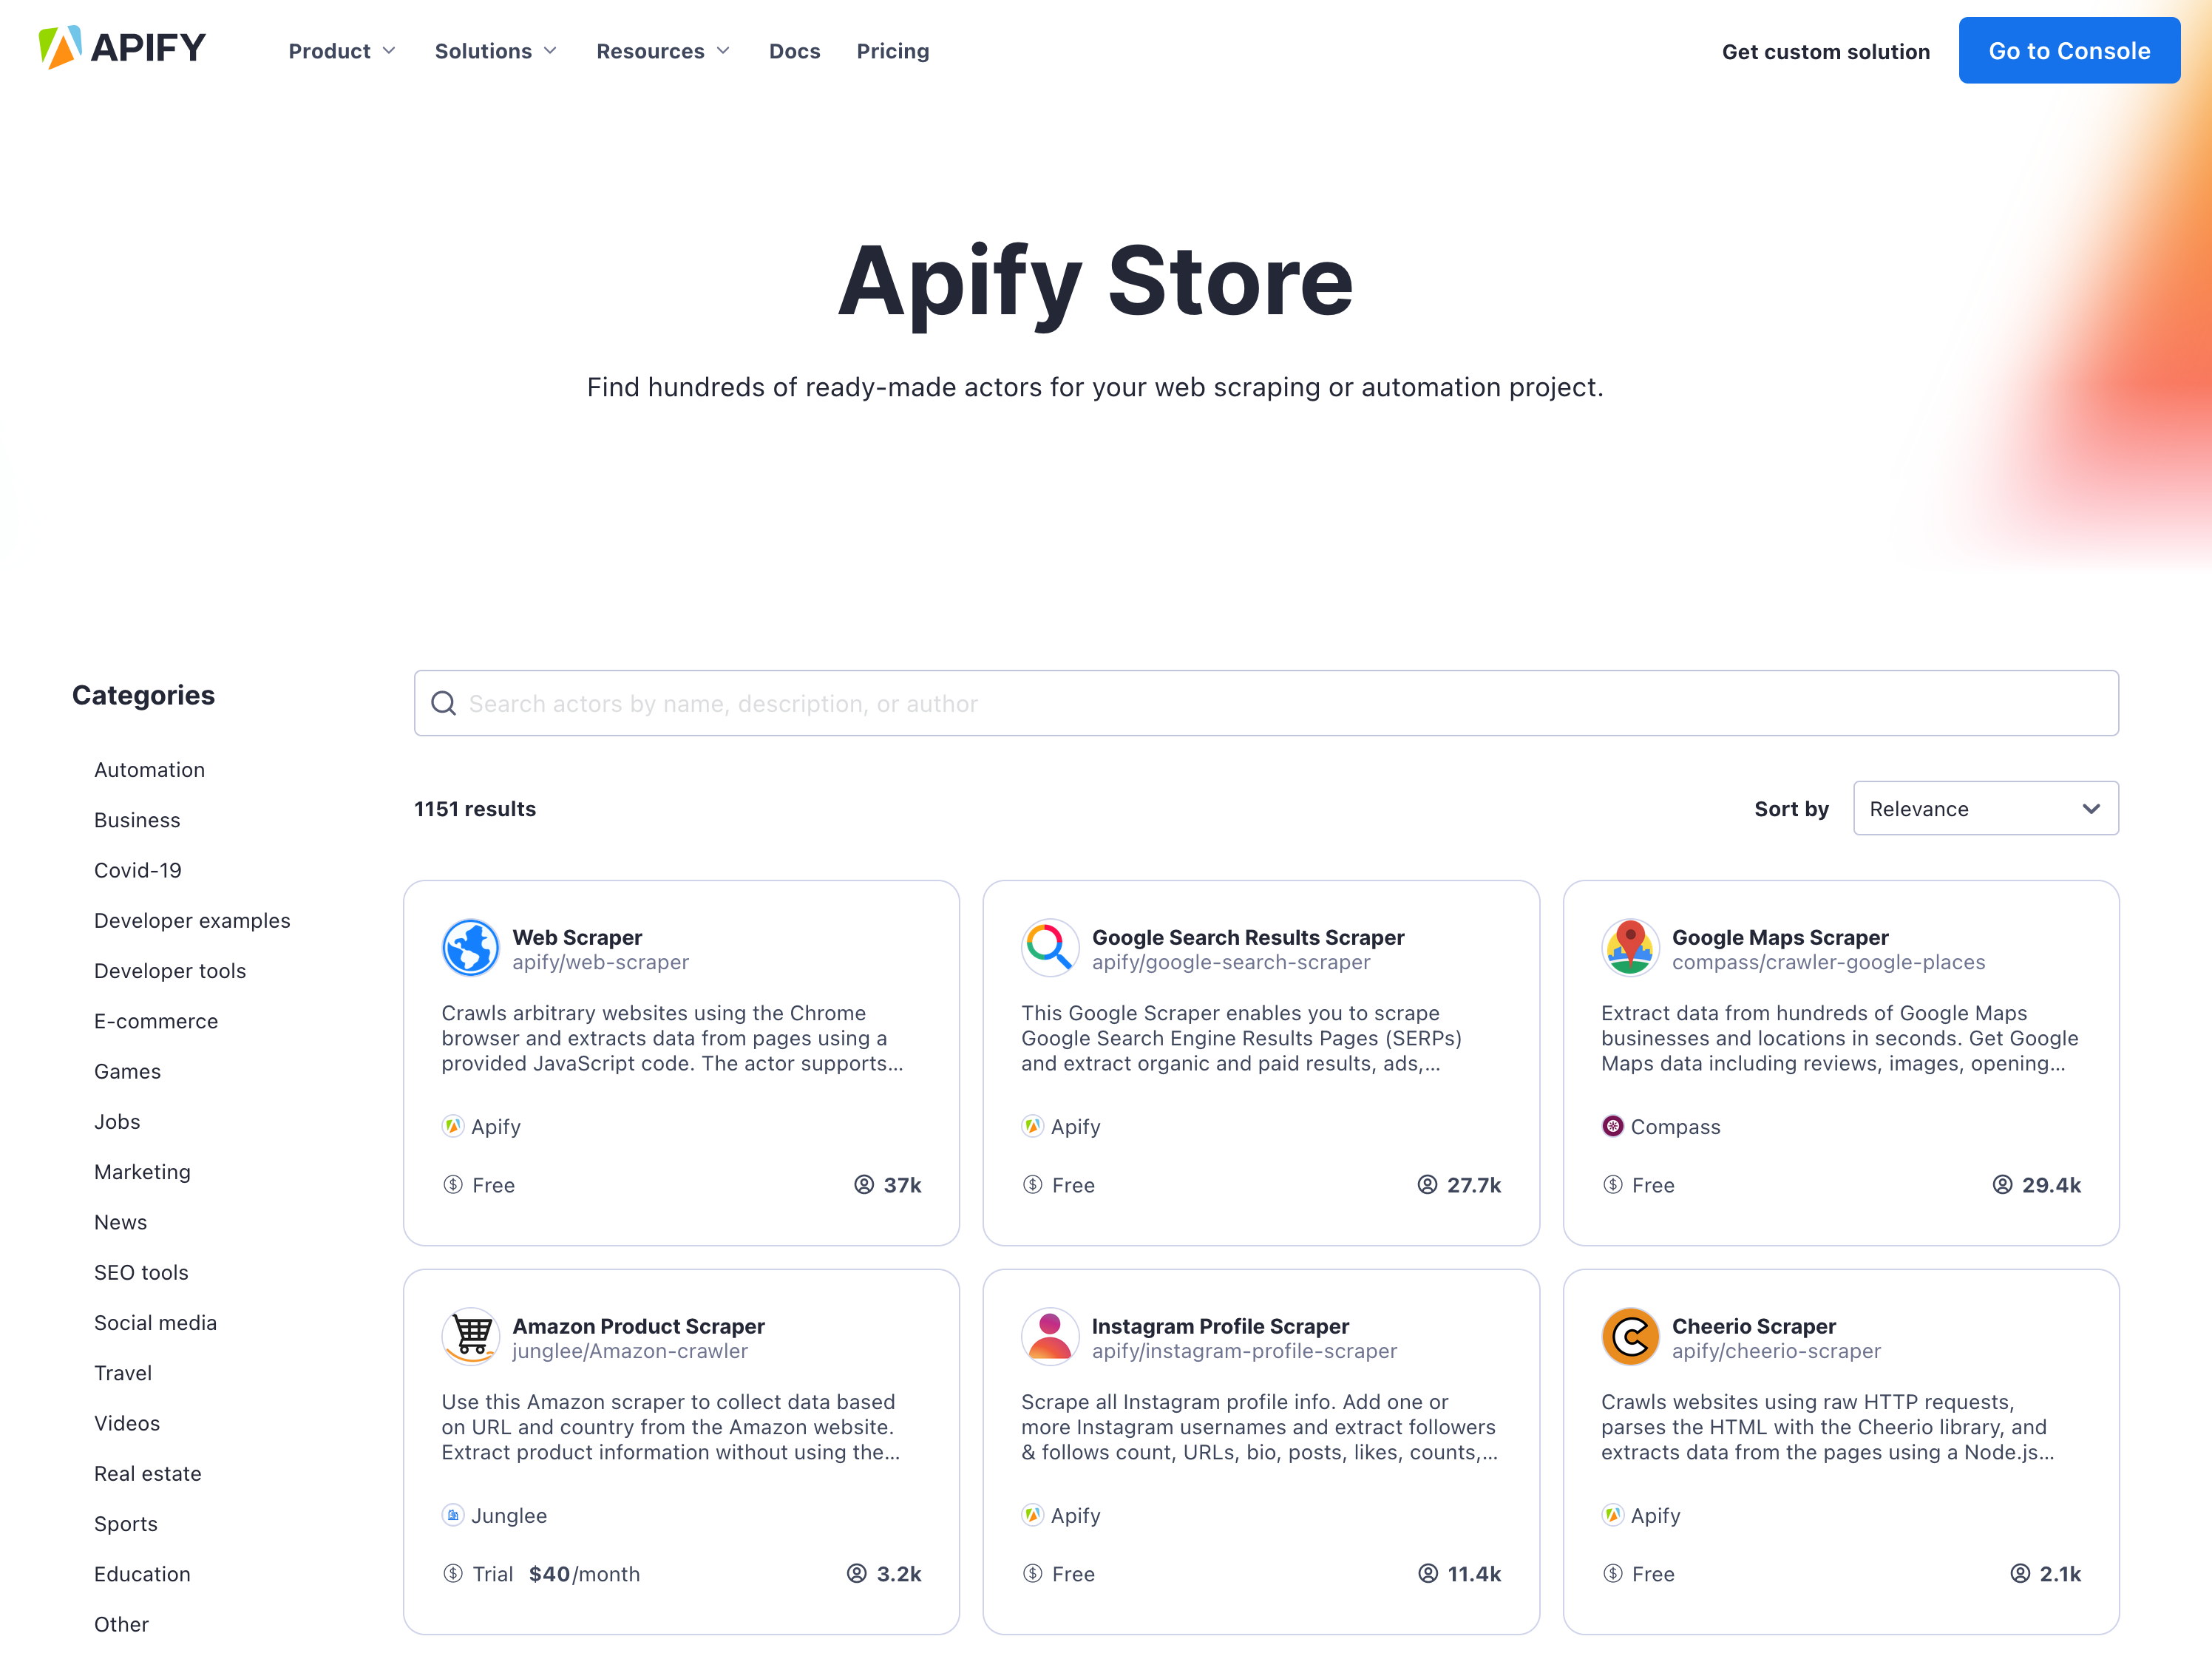 APIFY
Product
Solutions
Resources
Docs
Pricing
Get custom solution
Go to Console
Apify Store
Find hundreds of ready-made actors for your web scraping or automation project.
Categories
Automation
Business
Covid-19
Developer examples
Developer tools
E-commerce
Games
Jobs
Marketing
News
SEO tools
Social media
Travel
Videos
Real estate
Sports
Education
Other
Search actors by name, description, or author
1151 results
Sort by
Relevance
Web Scraper
apify/web-scraper
Crawls arbitrary websites using the Chrome
browser and extracts data from pages using a
provided JavaScript code. The actor supports...
Apify
Free
37k
Google Search Results Scraper
apify/google-search-scraper
This Google Scraper enables you to scrape
Google Search Engine Results Pages (SERPs)
and extract organic and paid results, ads,...
Apify
Free
27.7k
Google Maps Scraper
compass/crawler-google-places
Extract data from hundreds of Google Maps
businesses and locations in seconds. Get Google
Maps data including reviews, images, opening...
Compass
Free
29.4k
Amazon Product Scraper
junglee/Amazon-crawler
Use this Amazon scraper to collect data based
on URL and country from the Amazon website.
Extract product information without using the...
Junglee
Trial $40/month
3.2k
Instagram Profile Scraper
apify/instagram-profile-scraper
Scrape all Instagram profile info. Add one or
more Instagram usernames and extract followers
& follows count, URLs, bio, posts, likes, counts,...
Apify
Free
11.4k
Cheerio Scraper
apify/cheerio-scraper
Crawls websites using raw HTTP requests,
parses the HTML with the Cheerio library, and
extracts data from the pages using a Node.js...
Apify
Free
2.1k